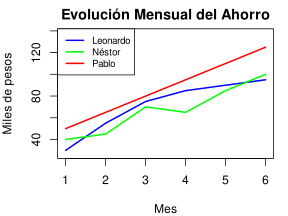 Evolución Mensual del Ahorro
Leonardo
Néstor
Pablo
Miles de pesos
120
80
40
1 2 3 4 5 6
Mes